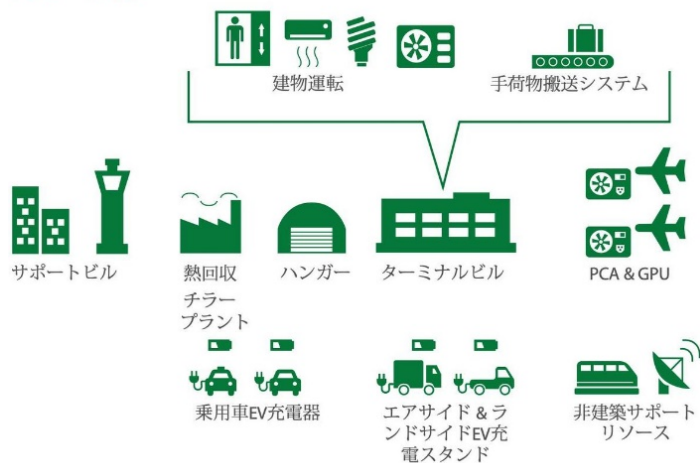 建物運転
手荷物搬送システム
サポートビル
熱回収
チラー
プラント
ハンガー
ターミナルビル
PCA & GPU
乗用車EV充電器
エアサイド & ラ
ンドサイドEV充
電スタンド
非建築サポート
リソース